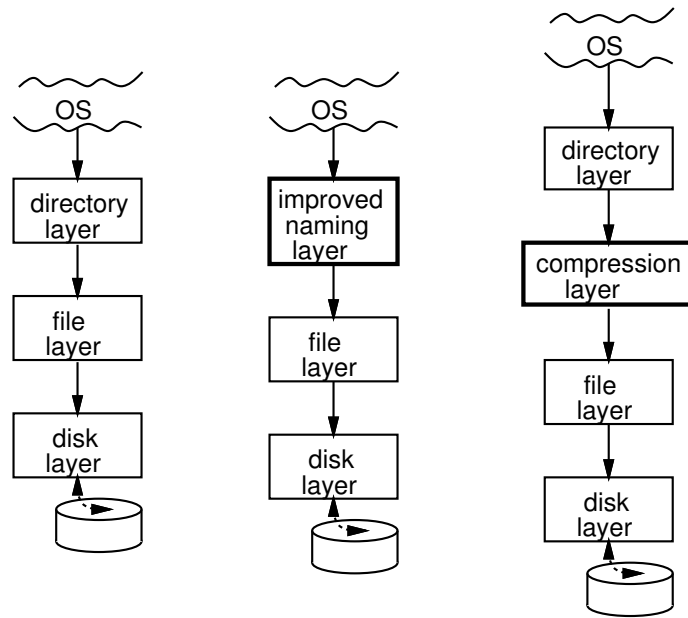 OS
directory
layer
file
layer
disk
layer
OS
improved
naming
layer
file
layer
disk
layer
OS
directory
layer
compression
layer
file
layer
disk
layer